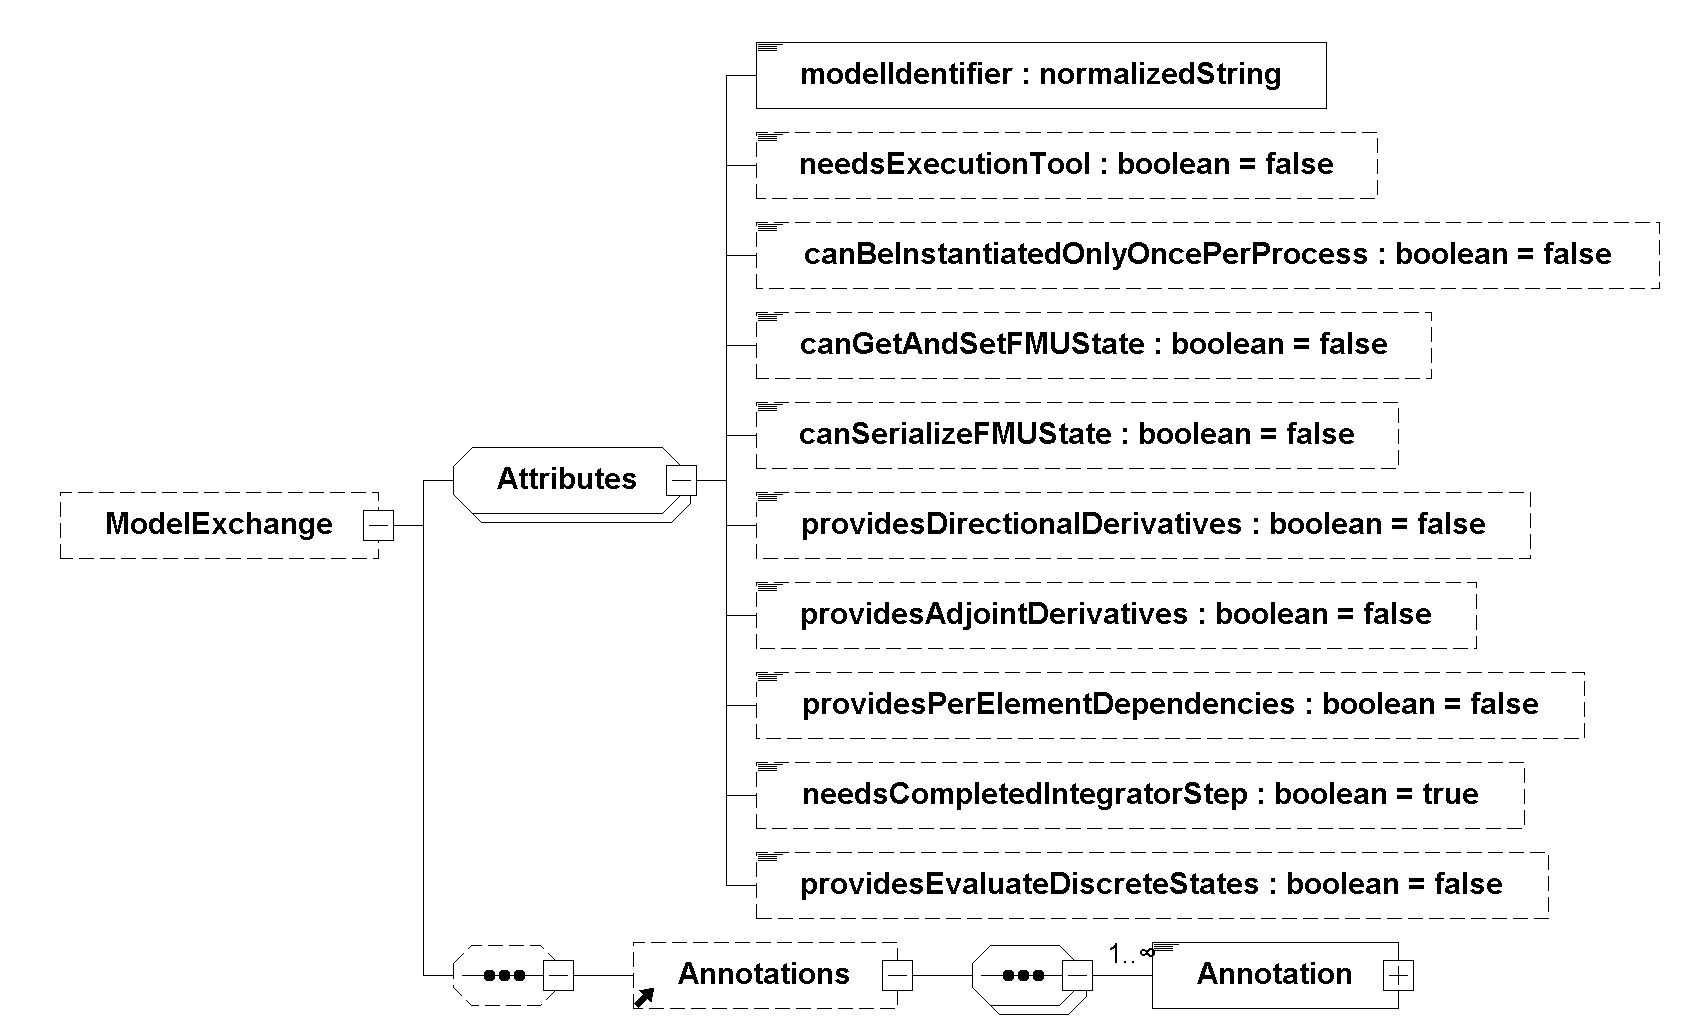 modelIdentifier : normalizedString
needsExecutionTool : boolean = false
canBeInstantiatedOnlyOncePerProcess : boolean = false
canGetAndSetFMUState : boolean = false
canSerializeFMUState : boolean = false
Attributes
ModelExchange
providesDirectionalDerivatives : boolean = false
providesAdjointDerivatives : boolean = false
providesPerElementDependencies : boolean = false
needsCompletedIntegratorStep : boolean = true
providesEvaluateDiscreteStates : boolean = false
Annotations
1..∞
Annotation